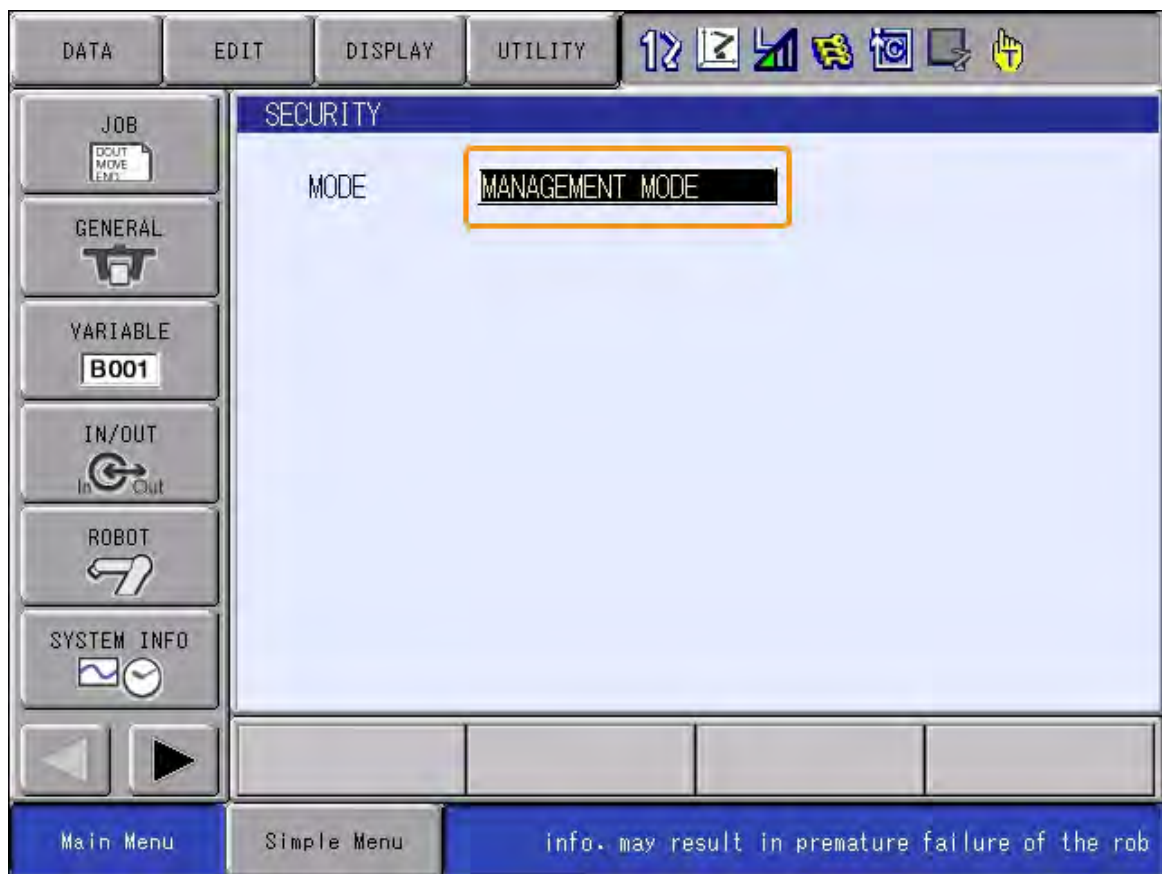 DATA EDIT DISPLAY UTILITY
12
T
JOB
DOUT
MOVE
END
GENERAL
VARIABLE
B001
IN/OUT
In Out
ROBOT
SYSTEM INFO
SECURITY
MODE MANAGEMENT MODE
Main Menu Simple Menu info. may result in premature failure of the rob